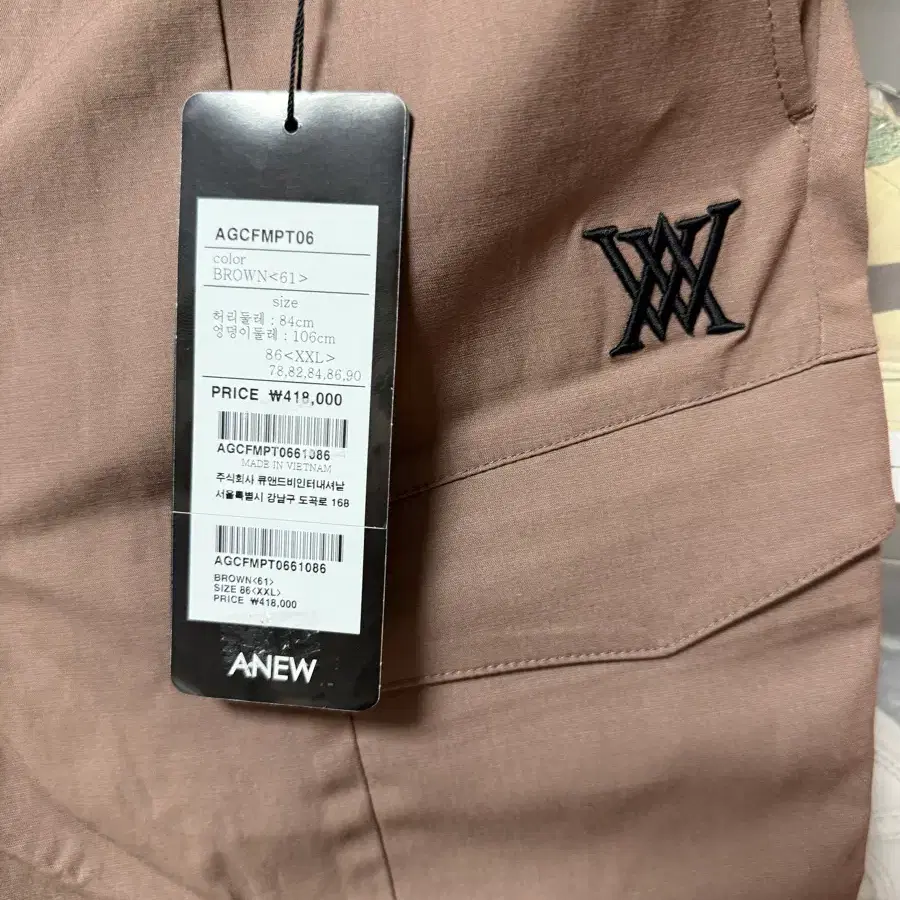 AGCFMPT06
color
BROWN<61>
size
허리둘레 : 84cm
엉덩이둘레 : 106cm
86<XXL>
78,82,84,86,90
PRICE ₩418,000
AGCFMPT0661086
MADE IN VIETNAM
주식회사 큐앤드비인터내셔날
서울특별시 강남구 도곡로 168
AGCFMPT0661086
BROWN<61>
SIZE 86<XXL>
PRICE ₩418,000
ANEW